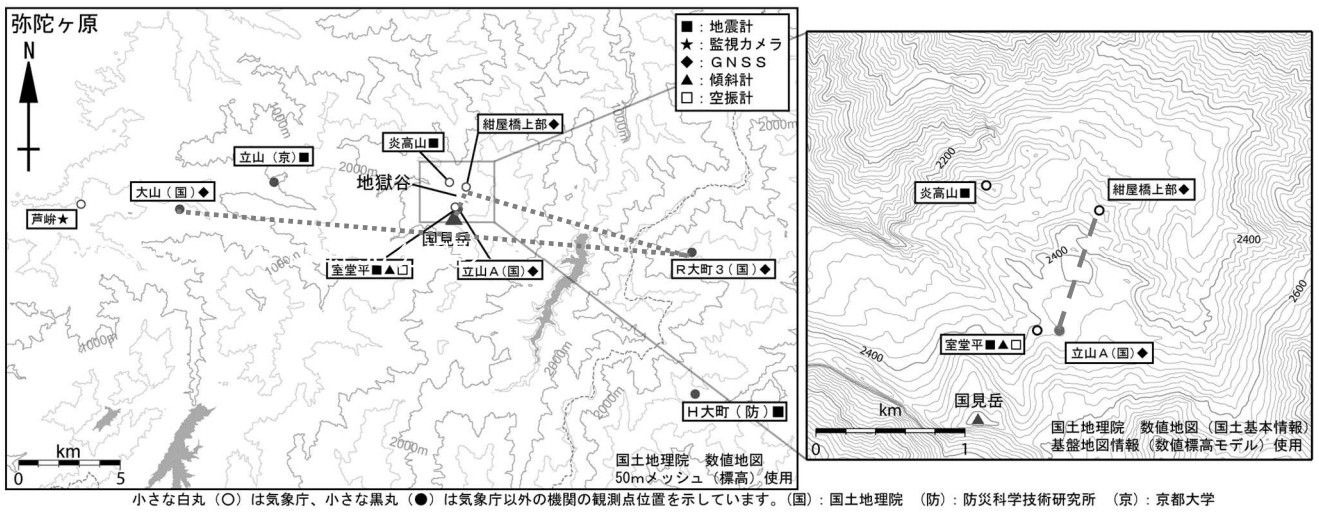 弥陀ヶ原
N
■：地震計
★：監視カメラ
◆：ＧＮＳＳ
▲：傾斜計
□：空振計
1000m
1000m
2000m
2000m
紺屋橋上部◆
炎高山■
立山（京）■
2000m
地獄谷
大山（国）◆
芦峅★
国見岳
1000m
室堂平■▲□
立山Ａ（国）◆
Ｒ大町３（国）◆
1000m
2000m
2000m
Ｈ大町（防）■
2000m
km
0 5
国土地理院　数値地図
50mメッシュ（標高）使用
2200
炎高山■
紺屋橋上部◆
2400
2400
2600
室堂平■▲□
立山Ａ（国）◆
2400
国見岳
km
0 1
国土地理院　数値地図（国土基本情報）
基盤地図情報（数値標高モデル）使用
小さな白丸（○）は気象庁、小さな黒丸（●）は気象庁以外の機関の観測点位置を示しています。（国）：国土地理院　（防）：防災科学技術研究所　（京）：京都大学